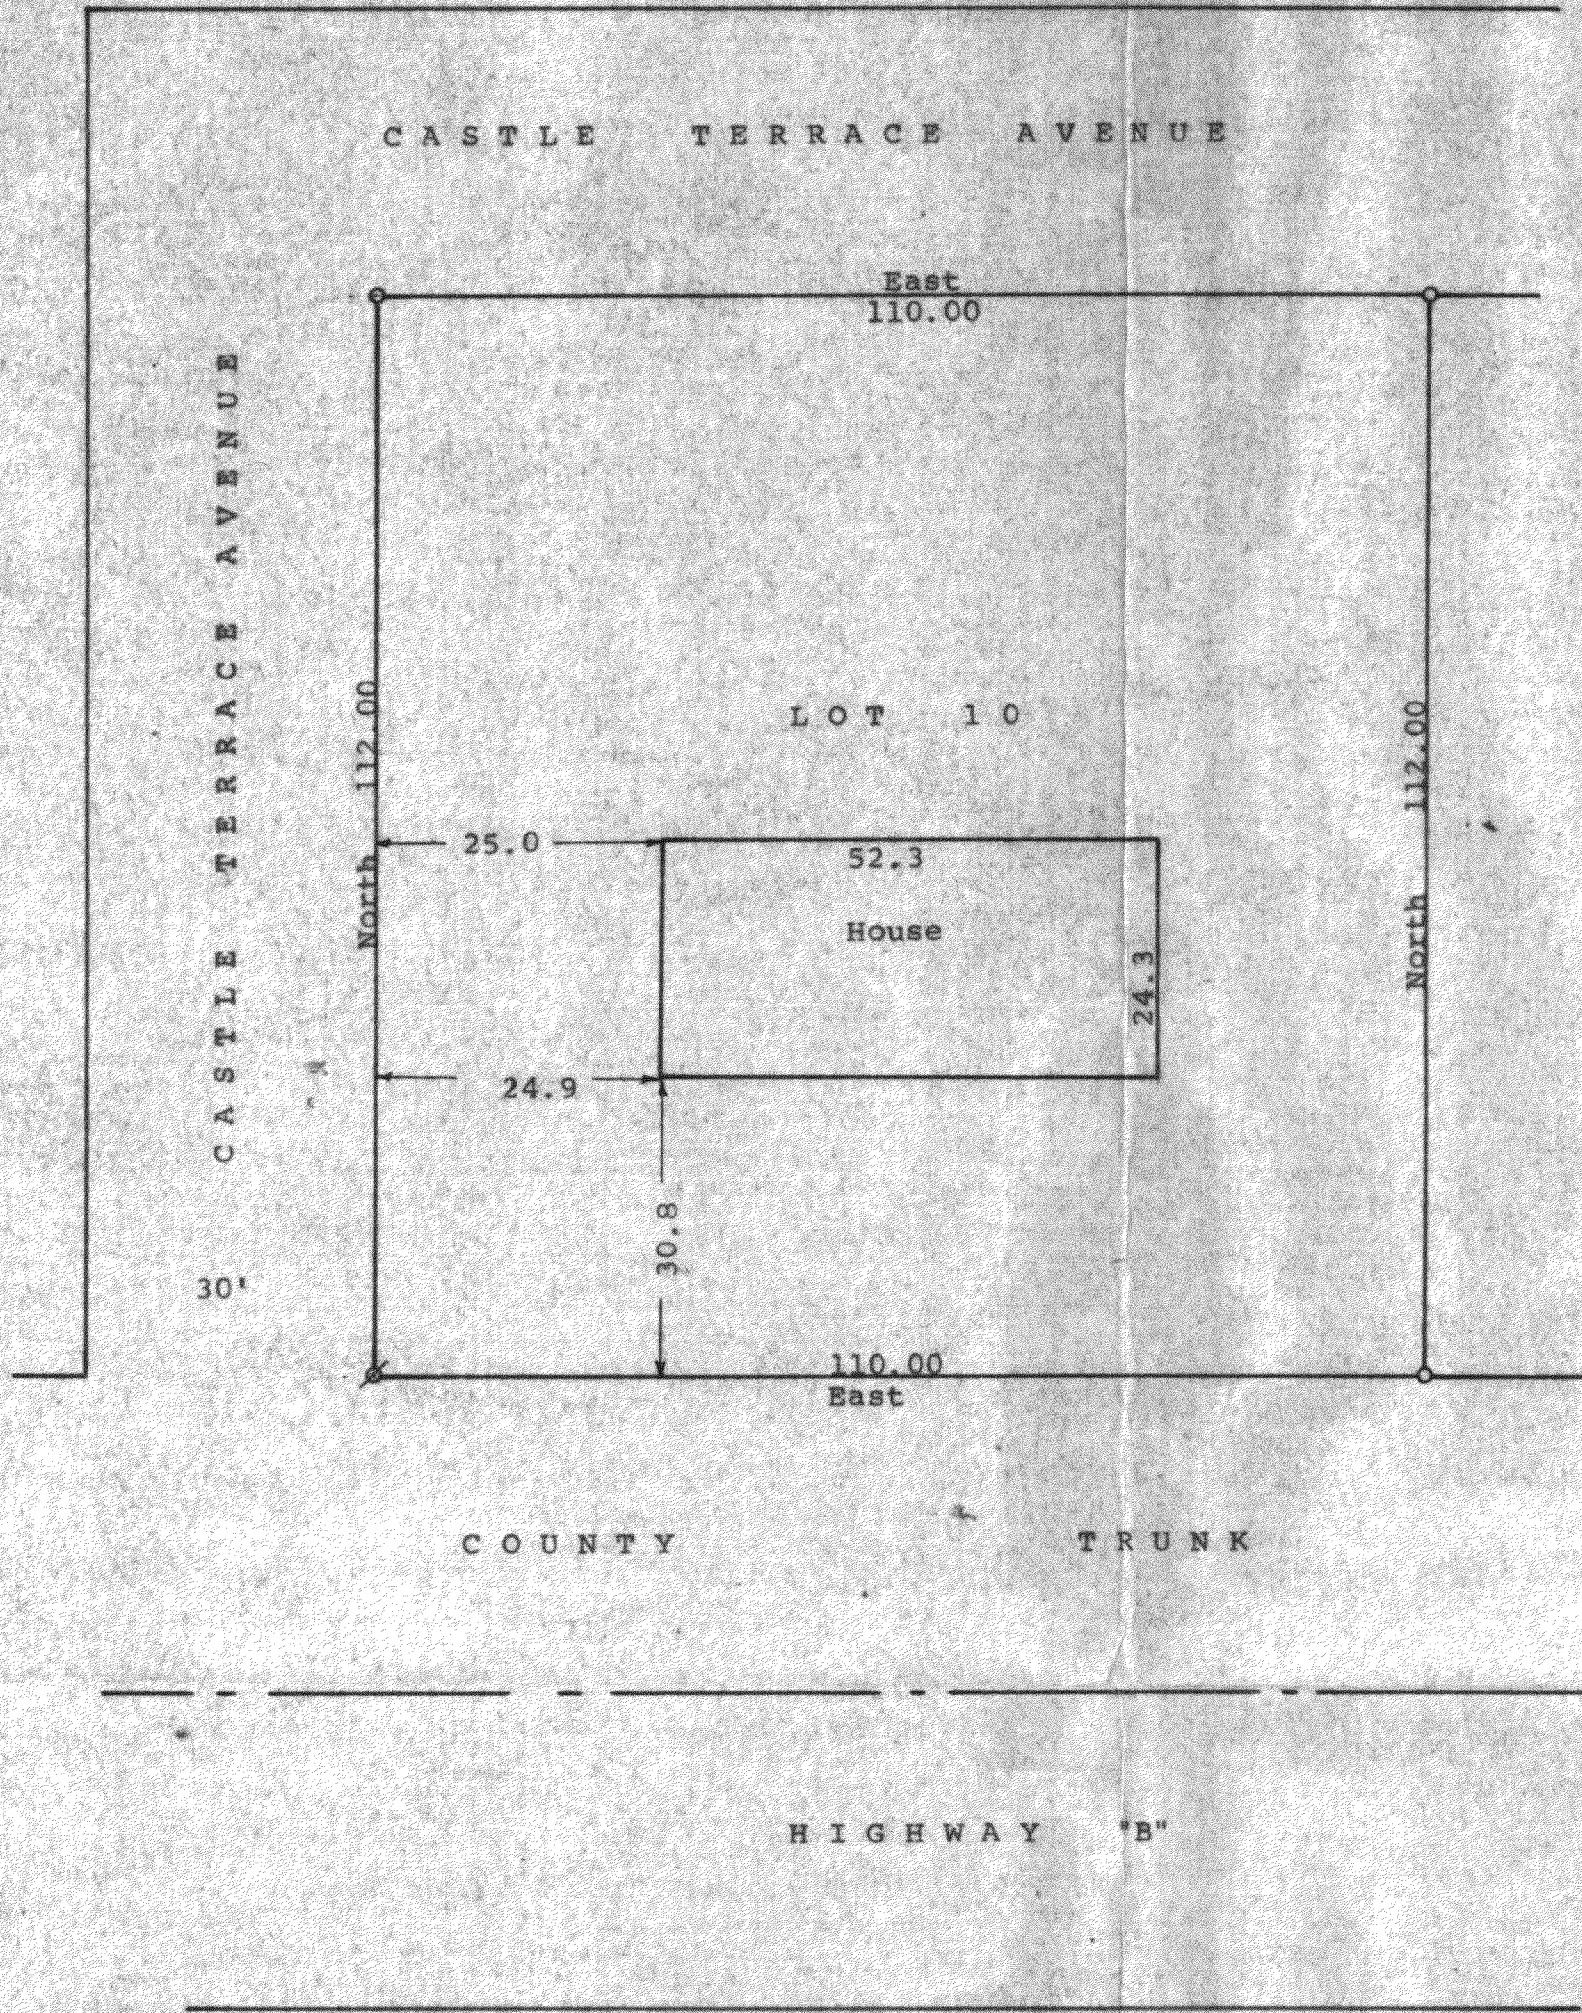 CASTLE TERRACE AVENUE
East
110.00
CASTLE TERRACE AVENUE
North 112.00
North 112.00
LOT 10
25.0
52.3
House
24.3
24.9
30.8
30'
110.00
East
COUNTY TRUNK
HIGHWAY "B"